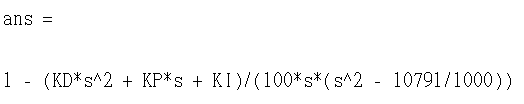 ans =
1 - (KD*s^2 + KP*s + KI)/(100*s*(s^2 - 10791/1000))